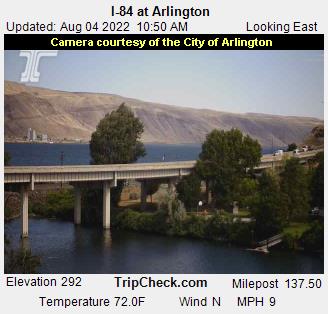 I-84 at Arlington
Updated: Aug 04 2022 10:50 AM Looking East
Camera courtesy of the City of Arlington
Elevation 292 TripCheck.com Milepost 137.50
Temperature 72.0F Wind N MPH 9